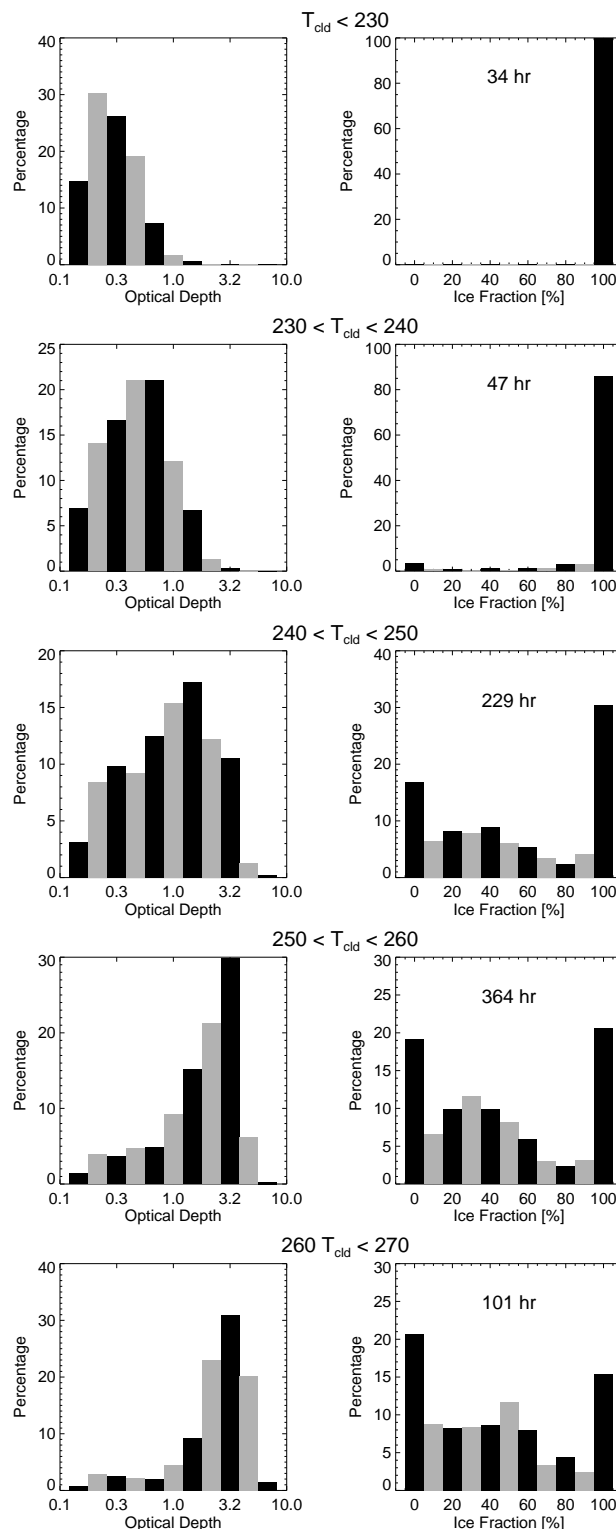 T_cld < 230
40
30
20
10
0
Percentage
0.1 0.3 1.0 3.2 10.0
Optical Depth
100
80
60
40
20
0
Percentage
34 hr
0 20 40 60 80 100
Ice Fraction [%]
230 < T_cld < 240
25
20
15
10
5
0
Percentage
0.1 0.3 1.0 3.2 10.0
Optical Depth
100
80
60
40
20
0
Percentage
47 hr
0 20 40 60 80 100
Ice Fraction [%]
240 < T_cld < 250
20
15
10
5
0
Percentage
0.1 0.3 1.0 3.2 10.0
Optical Depth
40
30
20
10
0
Percentage
229 hr
0 20 40 60 80 100
Ice Fraction [%]
250 < T_cld < 260
30
20
10
0
Percentage
0.1 0.3 1.0 3.2 10.0
Optical Depth
30
25
20
15
10
5
0
Percentage
364 hr
0 20 40 60 80 100
Ice Fraction [%]
260 T_cld < 270
40
30
20
10
0
Percentage
0.1 0.3 1.0 3.2 10.0
Optical Depth
30
25
20
15
10
5
0
Percentage
101 hr
0 20 40 60 80 100
Ice Fraction [%]